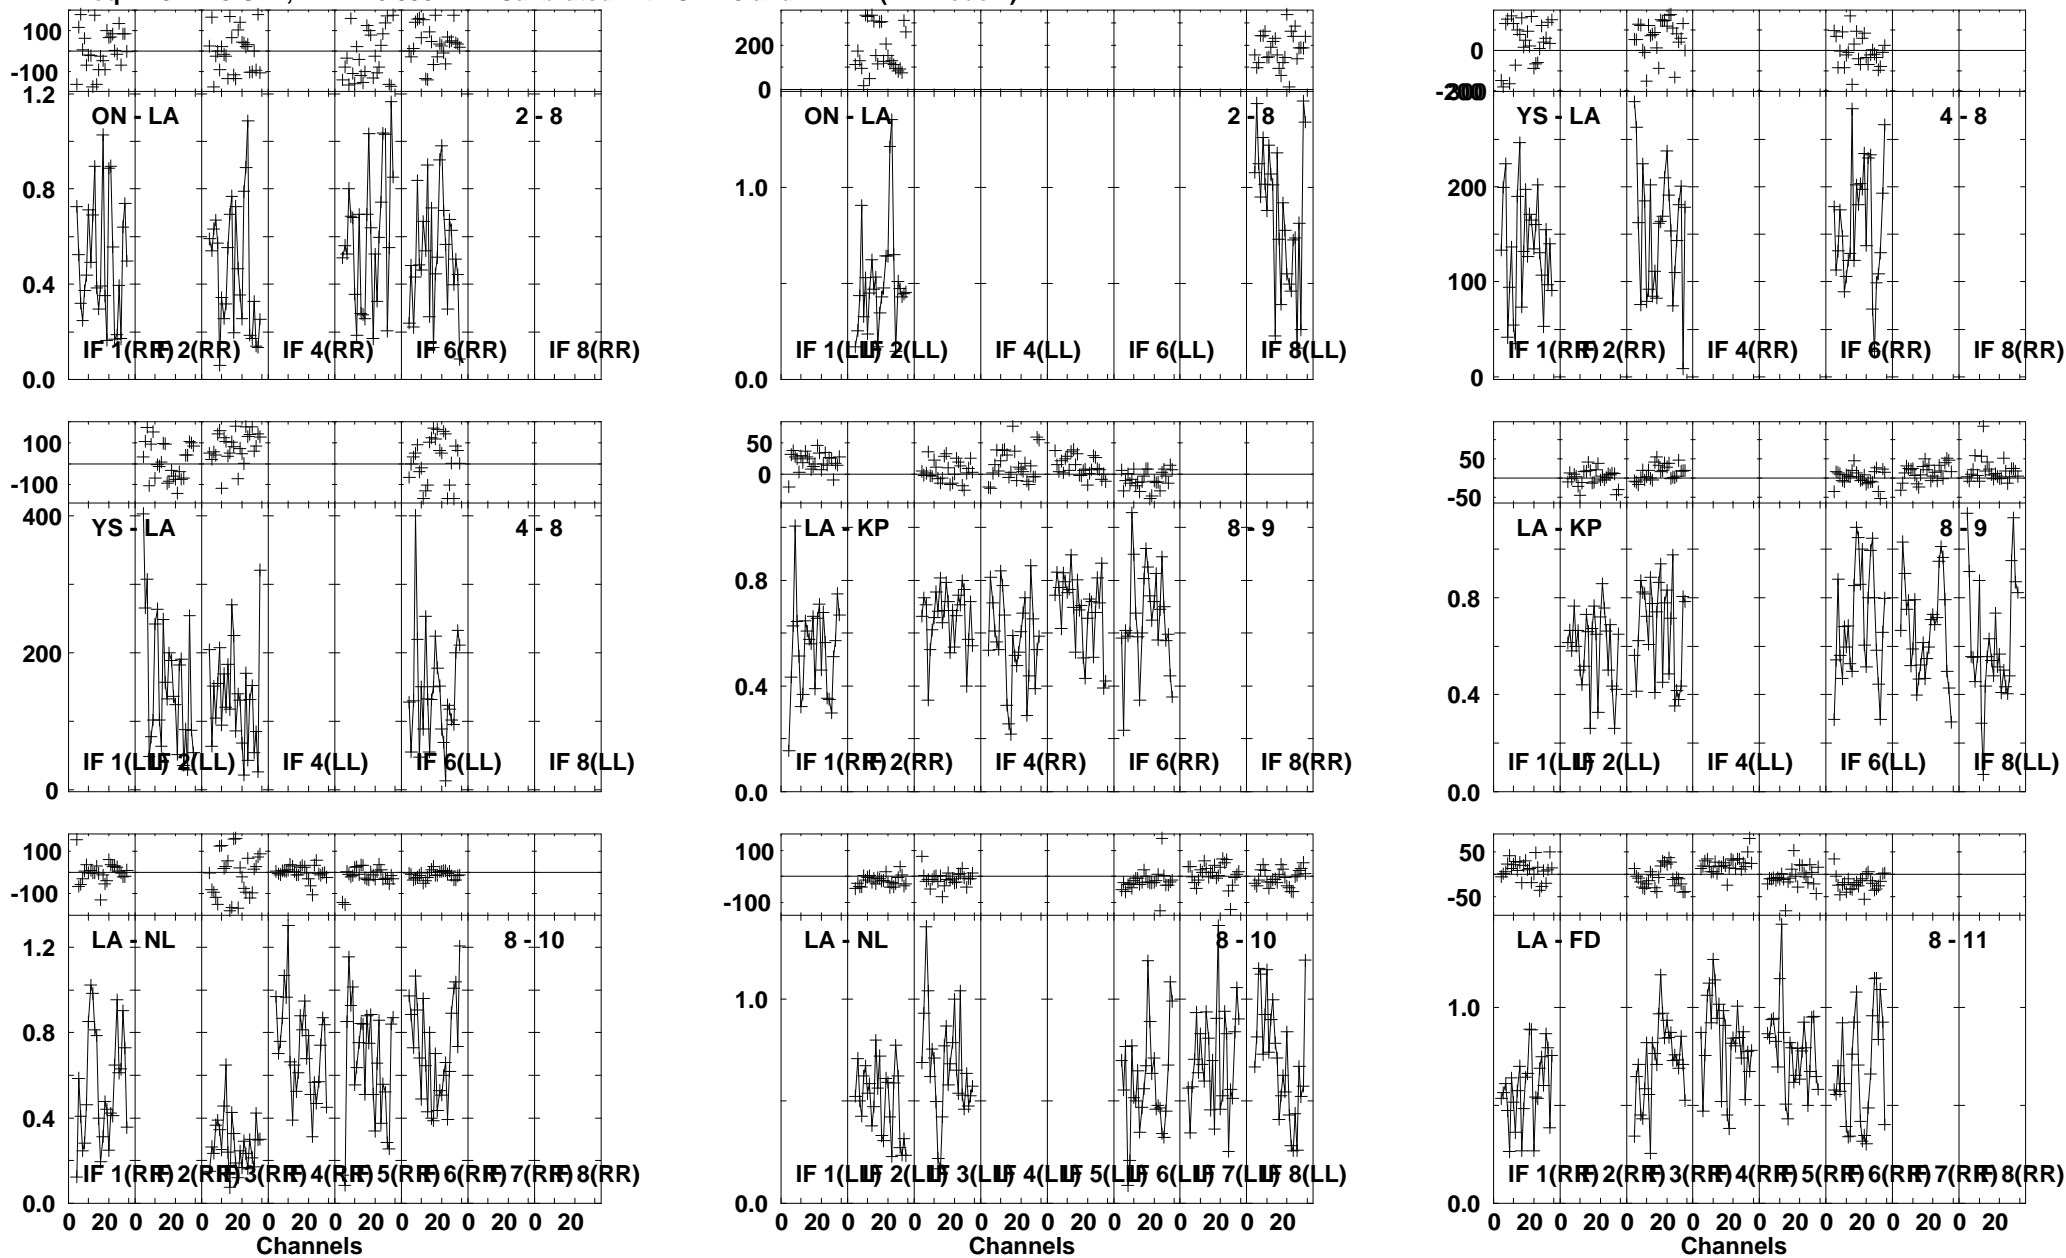 100
-100
1.2
ON - LA
2 - 8
0.8
0.4
0.0
IF 1(RR)
IF 2(RR)
IF 4(RR)
IF 6(RR)
IF 8(RR)
200
0
ON - LA
2 - 8
1.0
0.0
IF 1(LL)
IF 2(LL)
IF 4(LL)
IF 6(LL)
IF 8(LL)
0
YS - LA
4 - 8
200
100
0
IF 1(RR)
IF 2(RR)
IF 4(RR)
IF 6(RR)
IF 8(RR)
100
-100
400
YS - LA
4 - 8
200
0
IF 1(LL)
IF 2(LL)
IF 4(LL)
IF 6(LL)
IF 8(LL)
50
0
LA - KP
8 - 9
0.8
0.4
0.0
IF 1(RR)
IF 2(RR)
IF 4(RR)
IF 6(RR)
IF 8(RR)
50
-50
LA - KP
8 - 9
0.8
0.4
0.0
IF 1(LL)
IF 2(LL)
IF 4(LL)
IF 6(LL)
IF 8(LL)
100
-100
LA - NL
8 - 10
1.2
0.8
0.4
0.0
IF 1(RR)
IF 2(RR)
IF 3(RR)
IF 4(RR)
IF 5(RR)
IF 6(RR)
IF 7(RR)
IF 8(RR)
0 20 0 20 0 20 0 20 0 20 0 20 0 20 0 20
Channels
100
-100
LA - NL
8 - 10
1.0
0.0
IF 1(LL)
IF 2(LL)
IF 3(LL)
IF 4(LL)
IF 5(LL)
IF 6(LL)
IF 7(LL)
IF 8(LL)
0 20 0 20 0 20 0 20 0 20 0 20 0 20 0 20
Channels
50
-50
LA - FD
8 - 11
1.0
0.0
IF 1(RR)
IF 2(RR)
IF 3(RR)
IF 4(RR)
IF 5(RR)
IF 6(RR)
IF 7(RR)
IF 8(RR)
0 20 0 20 0 20 0 20 0 20 0 20 0 20 0 20
Channels